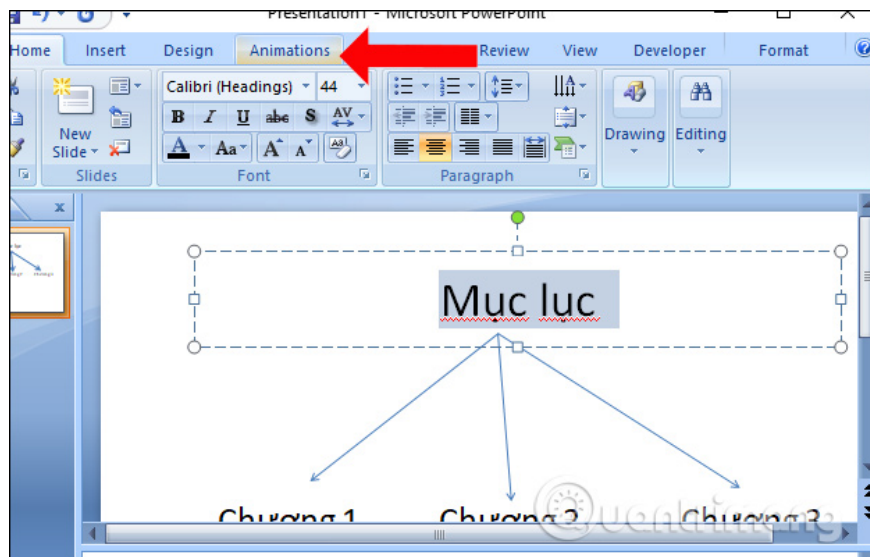 Presentation1 - Microsoft PowerPoint
Home Insert Design Animations Review View Developer Format
Calibri (Headings) 44
B I U abc S AV
New
Slide
Drawing Editing
A Aa A A
Slides Font Paragraph
Mục lục
Chương 1 Chương 2 Chương 3
Quantrimang